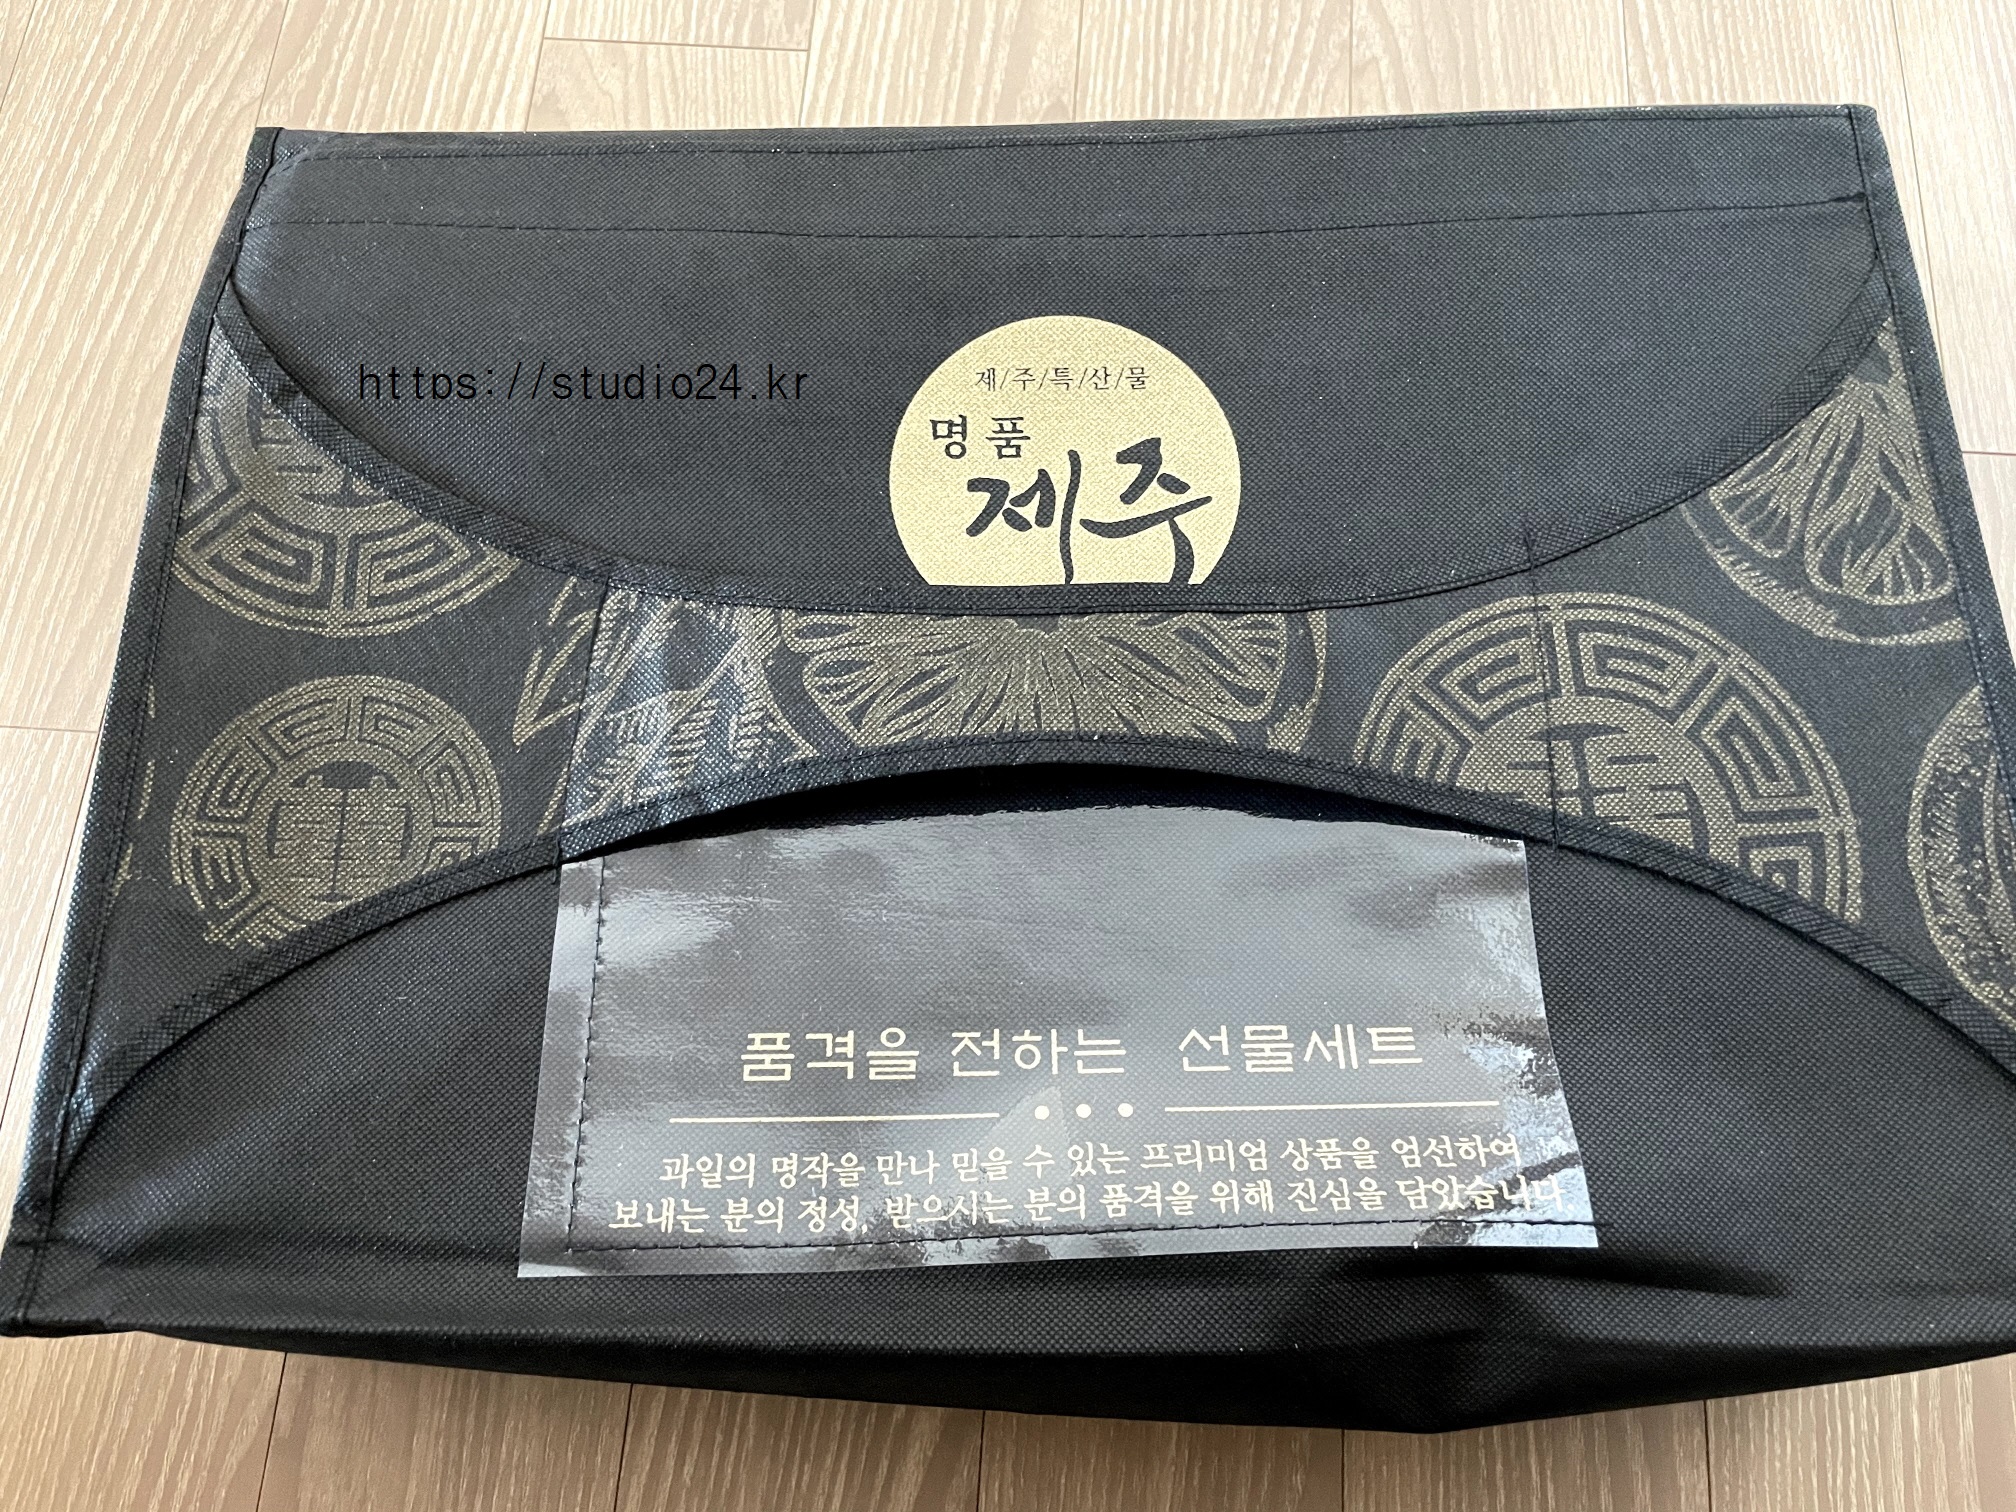 https://studio24.kr
제/주/특/산/물
명품
제주
품격을 전하는 선물세트
과일의 명작을 만나 믿을 수 있는 프리미엄 상품을 엄선하여
보내는 분의 정성, 받으시는 분의 품격을 위해 진심을 담았습니다.